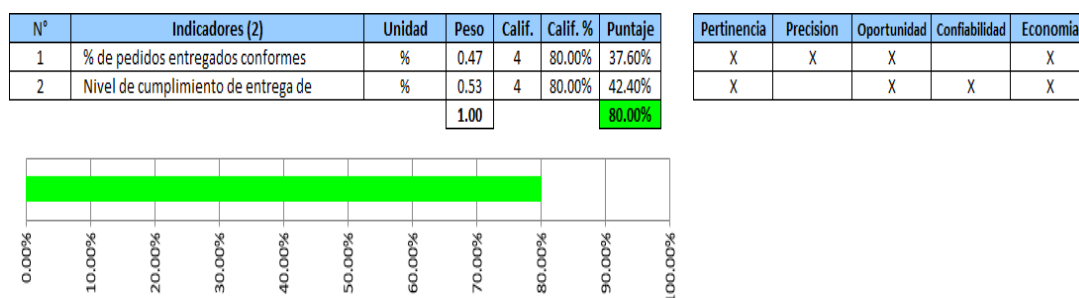 N° Indicadores (2) Unidad Peso Calif. Calif. % Puntaje Pertinencia Precision Oportunidad Confiabilidad Economia
1 % de pedidos entregados conformes % 0.47 4 80.00% 37.60% X X X X
2 Nivel de cumplimiento de entrega de % 0.53 4 80.00% 42.40% X X X X
1.00 80.00%
0.00% 10.00% 20.00% 30.00% 40.00% 50.00% 60.00% 70.00% 80.00% 90.00% 100.00%